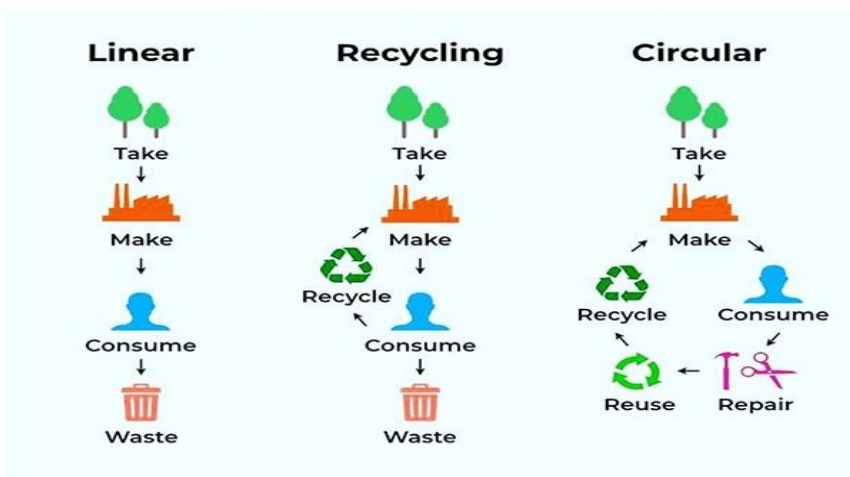 Linear
Take
Make
Consume
Waste
Recycling
Take
Make
Recycle
Consume
Waste
Circular
Take
Make
Recycle
Consume
Reuse
Repair